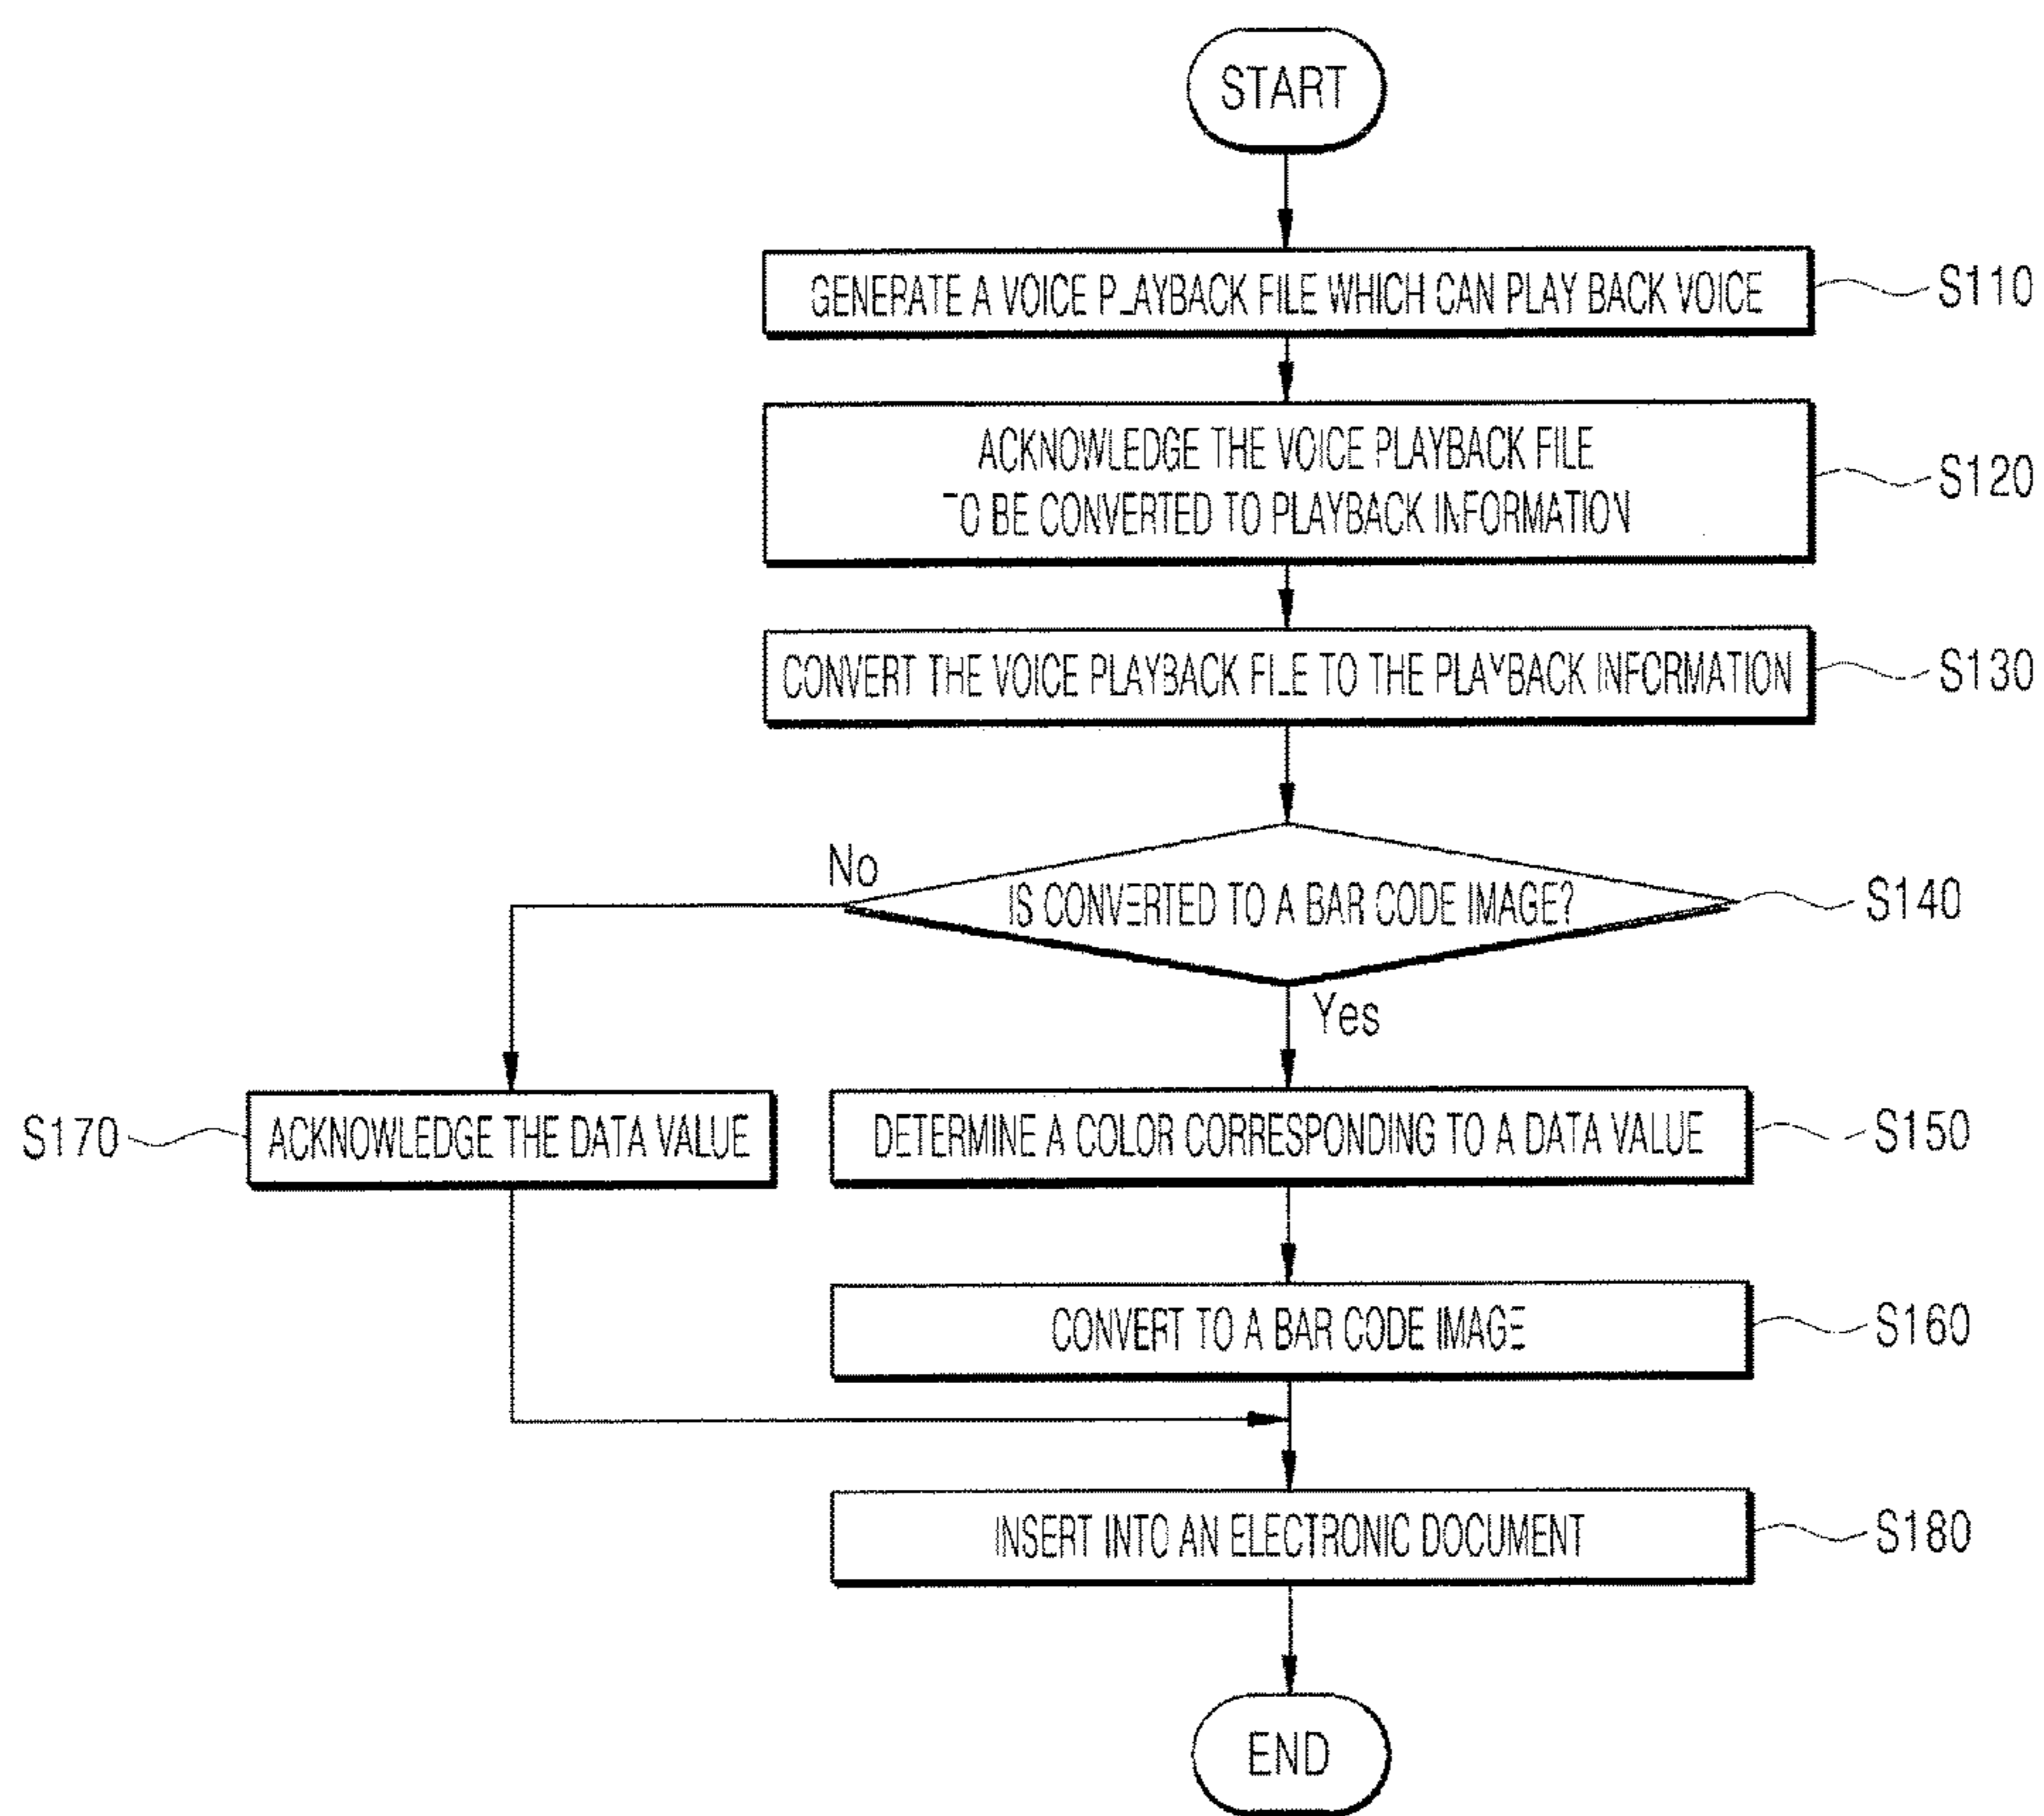 START
GENERATE A VOICE PLAYBACK FILE WHICH CAN PLAY BACK VOICE
S110
ACKNOWLEDGE THE VOICE PLAYBACK FILE
TO BE CONVERTED TO PLAYBACK INFORMATION
S120
CONVERT THE VOICE PLAYBACK FILE TO THE PLAYBACK INFORMATION
S130
No
IS CONVERTED TO A BAR CODE IMAGE?
S140
Yes
S170
ACKNOWLEDGE THE DATA VALUE
DETERMINE A COLOR CORRESPONDING TO A DATA VALUE
S150
CONVERT TO A BAR CODE IMAGE
S160
INSERT INTO AN ELECTRONIC DOCUMENT
S180
END